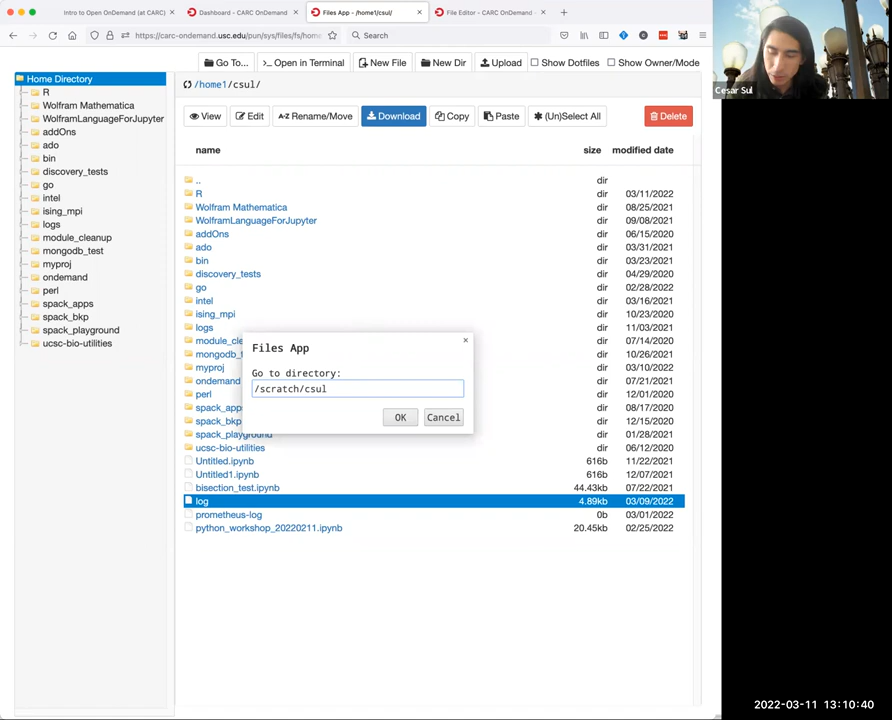 Intro to Open OnDemand (at CARC)
Dashboard - CARC OnDemand
Files App - /home1/csul/
File Editor - CARC OnDemand
https://carc-ondemand.usc.edu/pun/sys/files/fs/home
Search
Go To...
>_ Open in Terminal
New File
New Dir
Upload
Show Dotfiles
Show Owner/Mode
Cesar Sul
Home Directory
R
Wolfram Mathematica
WolframLanguageForJupyter
addOns
ado
bin
discovery_tests
go
intel
ising_mpi
logs
module_cleanup
mongodb_test
myproj
ondemand
perl
spack_apps
spack_bkp
spack_playground
ucsc-bio-utilities
/home1/csul/
View
Edit
A-Z Rename/Move
Download
Copy
Paste
(Un)Select All
Delete
name size modified date
.. dir
R dir 03/11/2022
Wolfram Mathematica dir 08/25/2021
WolframLanguageForJupyter dir 09/08/2021
addOns dir 06/15/2020
ado dir 03/31/2021
bin dir 03/23/2021
discovery_tests dir 04/29/2020
go dir 02/28/2022
intel dir 03/16/2021
ising_mpi dir 10/23/2020
logs dir 11/03/2021
module_cle dir 07/14/2020
mongodb_t dir 10/26/2021
myproj dir 03/10/2022
ondemand dir 07/21/2021
perl dir 12/01/2020
spack_app dir 08/17/2020
spack_bkp dir 12/15/2020
spack_playground dir 01/28/2021
ucsc-bio-utilities dir 06/12/2020
Untitled.ipynb 616b 11/22/2021
Untitled1.ipynb 616b 12/07/2021
bisection_test.ipynb 44.43kb 07/22/2021
log 4.89kb 03/09/2022
prometheus-log 0b 03/01/2022
python_workshop_20220211.ipynb 20.45kb 02/25/2022
Files App
×
Go to directory:
/scratch/csul
OK
Cancel
2022-03-11 13:10:40